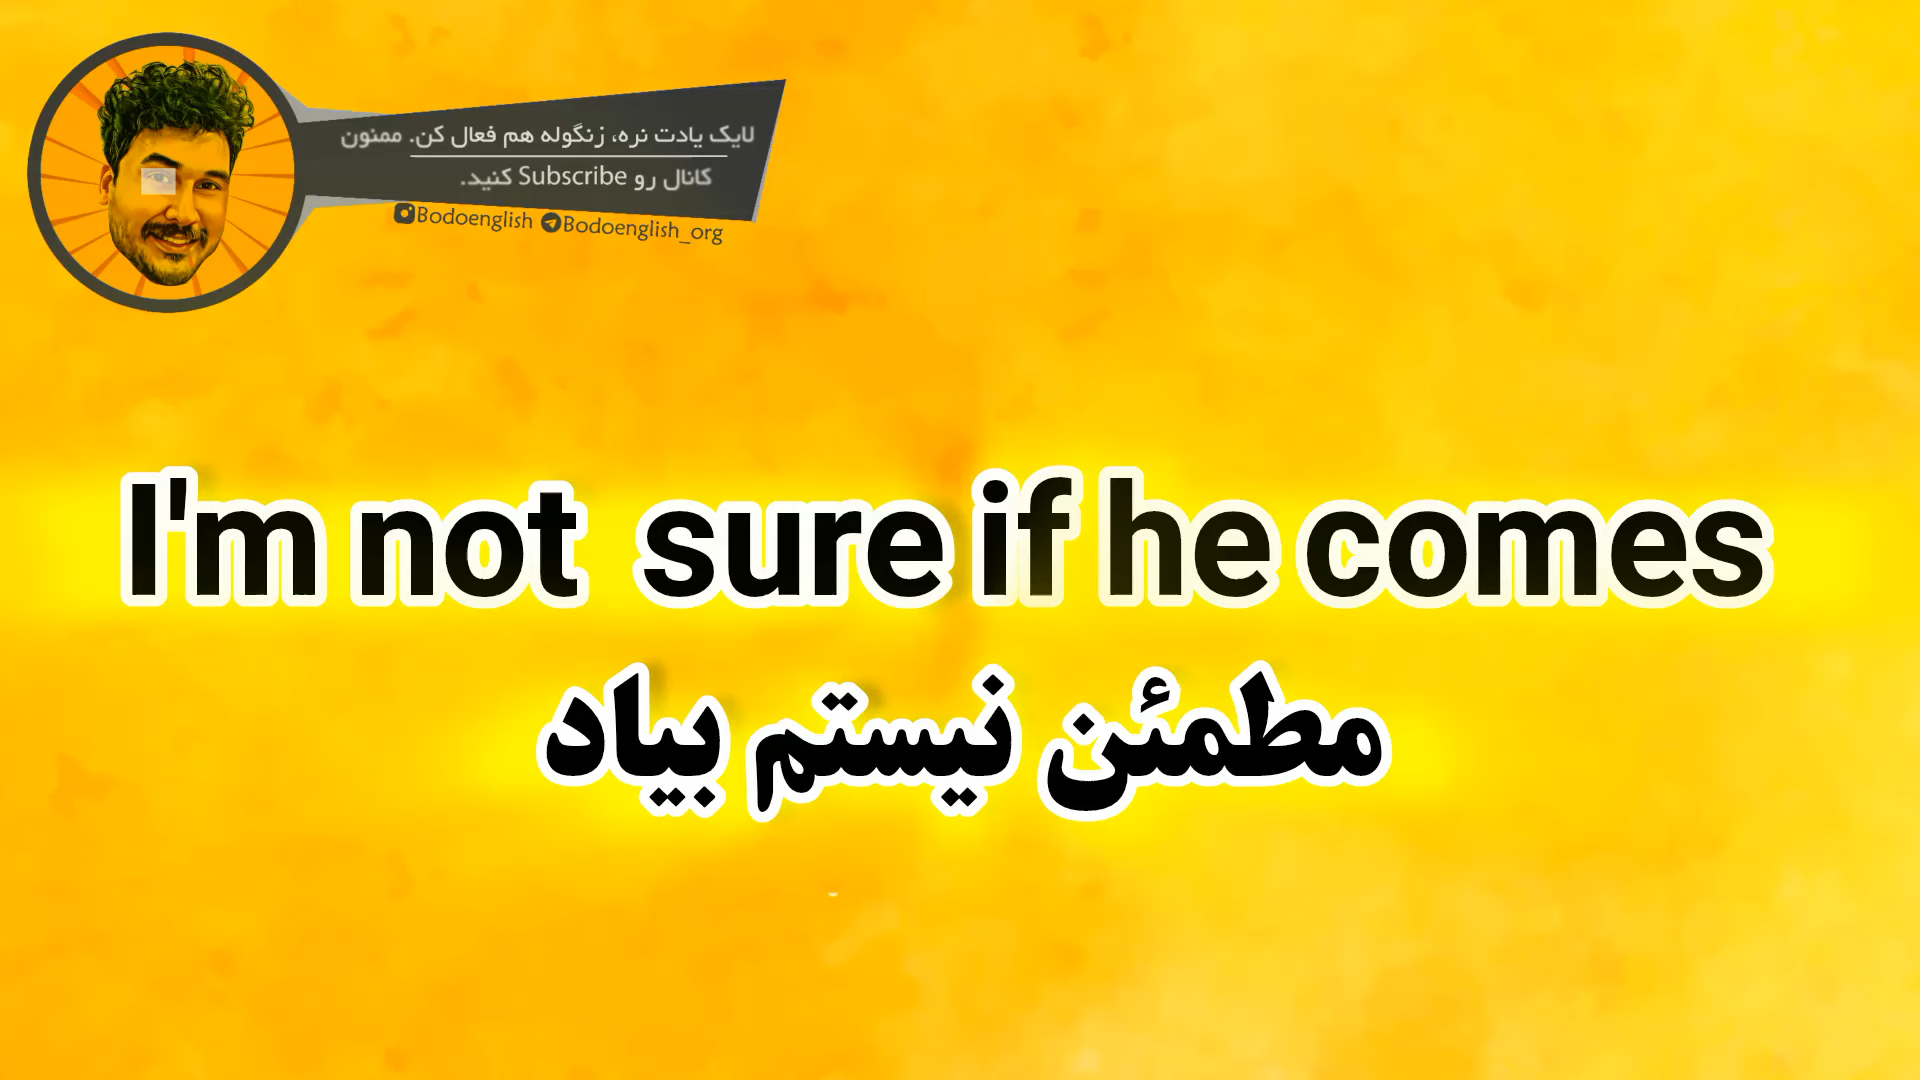 لایک یادت نره، زنگوله هم فعال کن. ممنون
کانال رو Subscribe کنید.
Bodoenglish Bodoenglish_org
I'm not sure if he comes
مطمئن نیستم بیاد